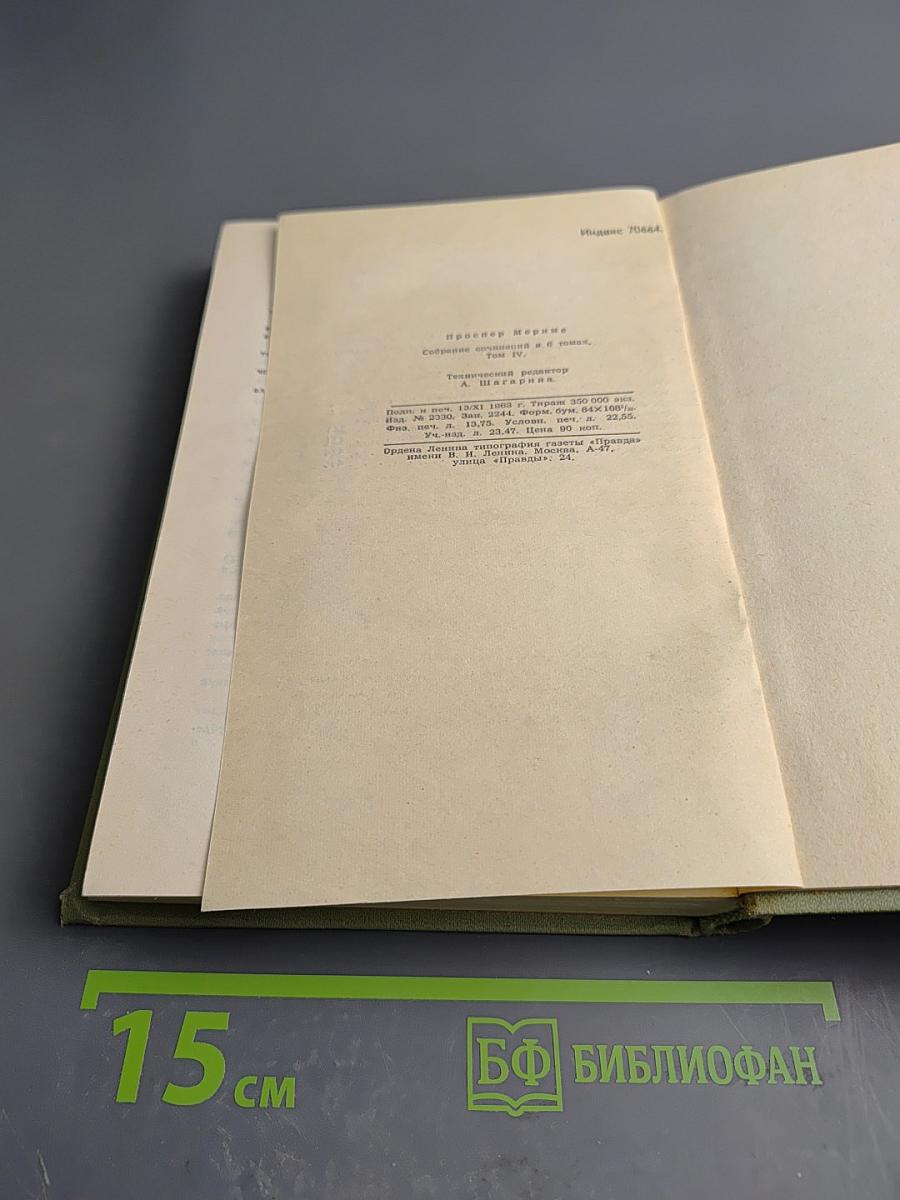 Индекс 70664.
Проспер Мериме
Собрание сочинений в 6 томах.
Том IV.
Технический редактор
А. Шагарина.
Подп. к печ. 13/XI 1963 г. Тираж 350 000 экз.
Изд. № 2330. Зак. 2244. Форм. бум. 84×108¹/₃₂.
Физ. печ. л. 13,75. Условн. печ. л. 22,55.
Уч.-изд. л. 23,47. Цена 90 коп.
Ордена Ленина типография газеты «Правда»
имени В. И. Ленина. Москва, А-47,
улица «Правды», 24.
15 см
БФ БИБЛИОФАН